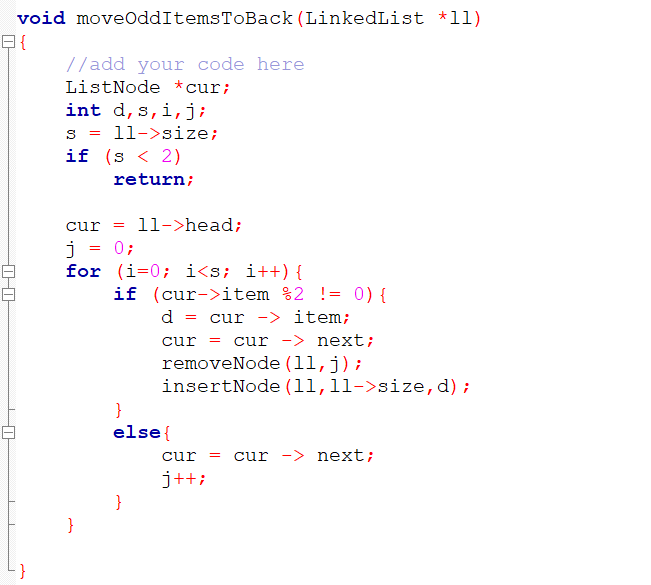 void moveOddItemsToBack(LinkedList *ll)
{
    //add your code here
    ListNode *cur;
    int d,s,i,j;
    s = ll->size;
    if (s < 2)
        return;

    cur = ll->head;
    j = 0;
    for (i=0; i<s; i++){
        if (cur->item %2 != 0){
            d = cur -> item;
            cur = cur -> next;
            removeNode(ll,j);
            insertNode(ll,ll->size,d);
        }
        else{
            cur = cur -> next;
            j++;
        }
    }

}